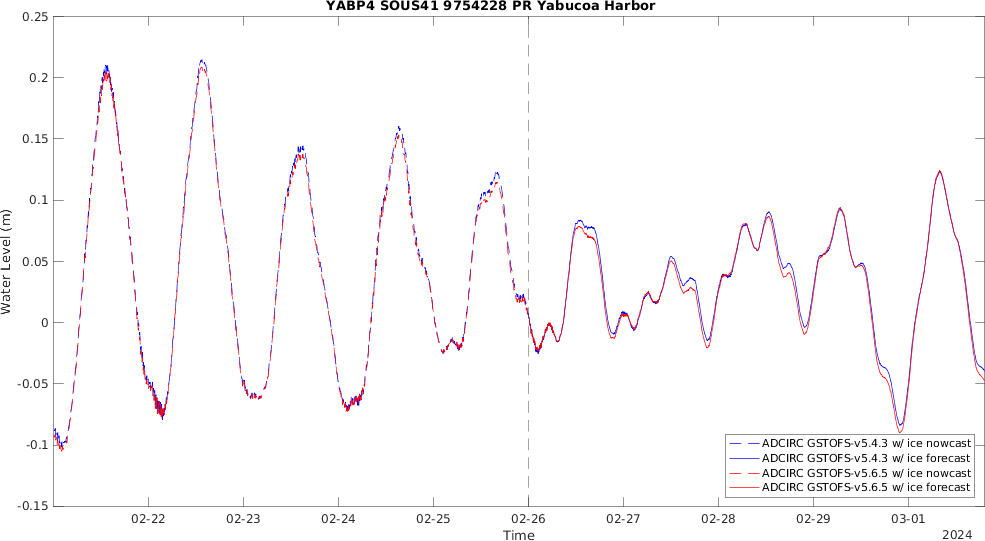 YABP4 SOUS41 9754228 PR Yabucoa Harbor
0.25
0.2
0.15
0.1
0.05
0
-0.05
-0.1
-0.15
Water Level (m)
ADCIRC GSTOFS-v5.4.3 w/ ice nowcast
ADCIRC GSTOFS-v5.4.3 w/ ice forecast
ADCIRC GSTOFS-v5.6.5 w/ ice nowcast
ADCIRC GSTOFS-v5.6.5 w/ ice forecast
02-22 02-23 02-24 02-25 02-26 02-27 02-28 02-29 03-01
Time
2024